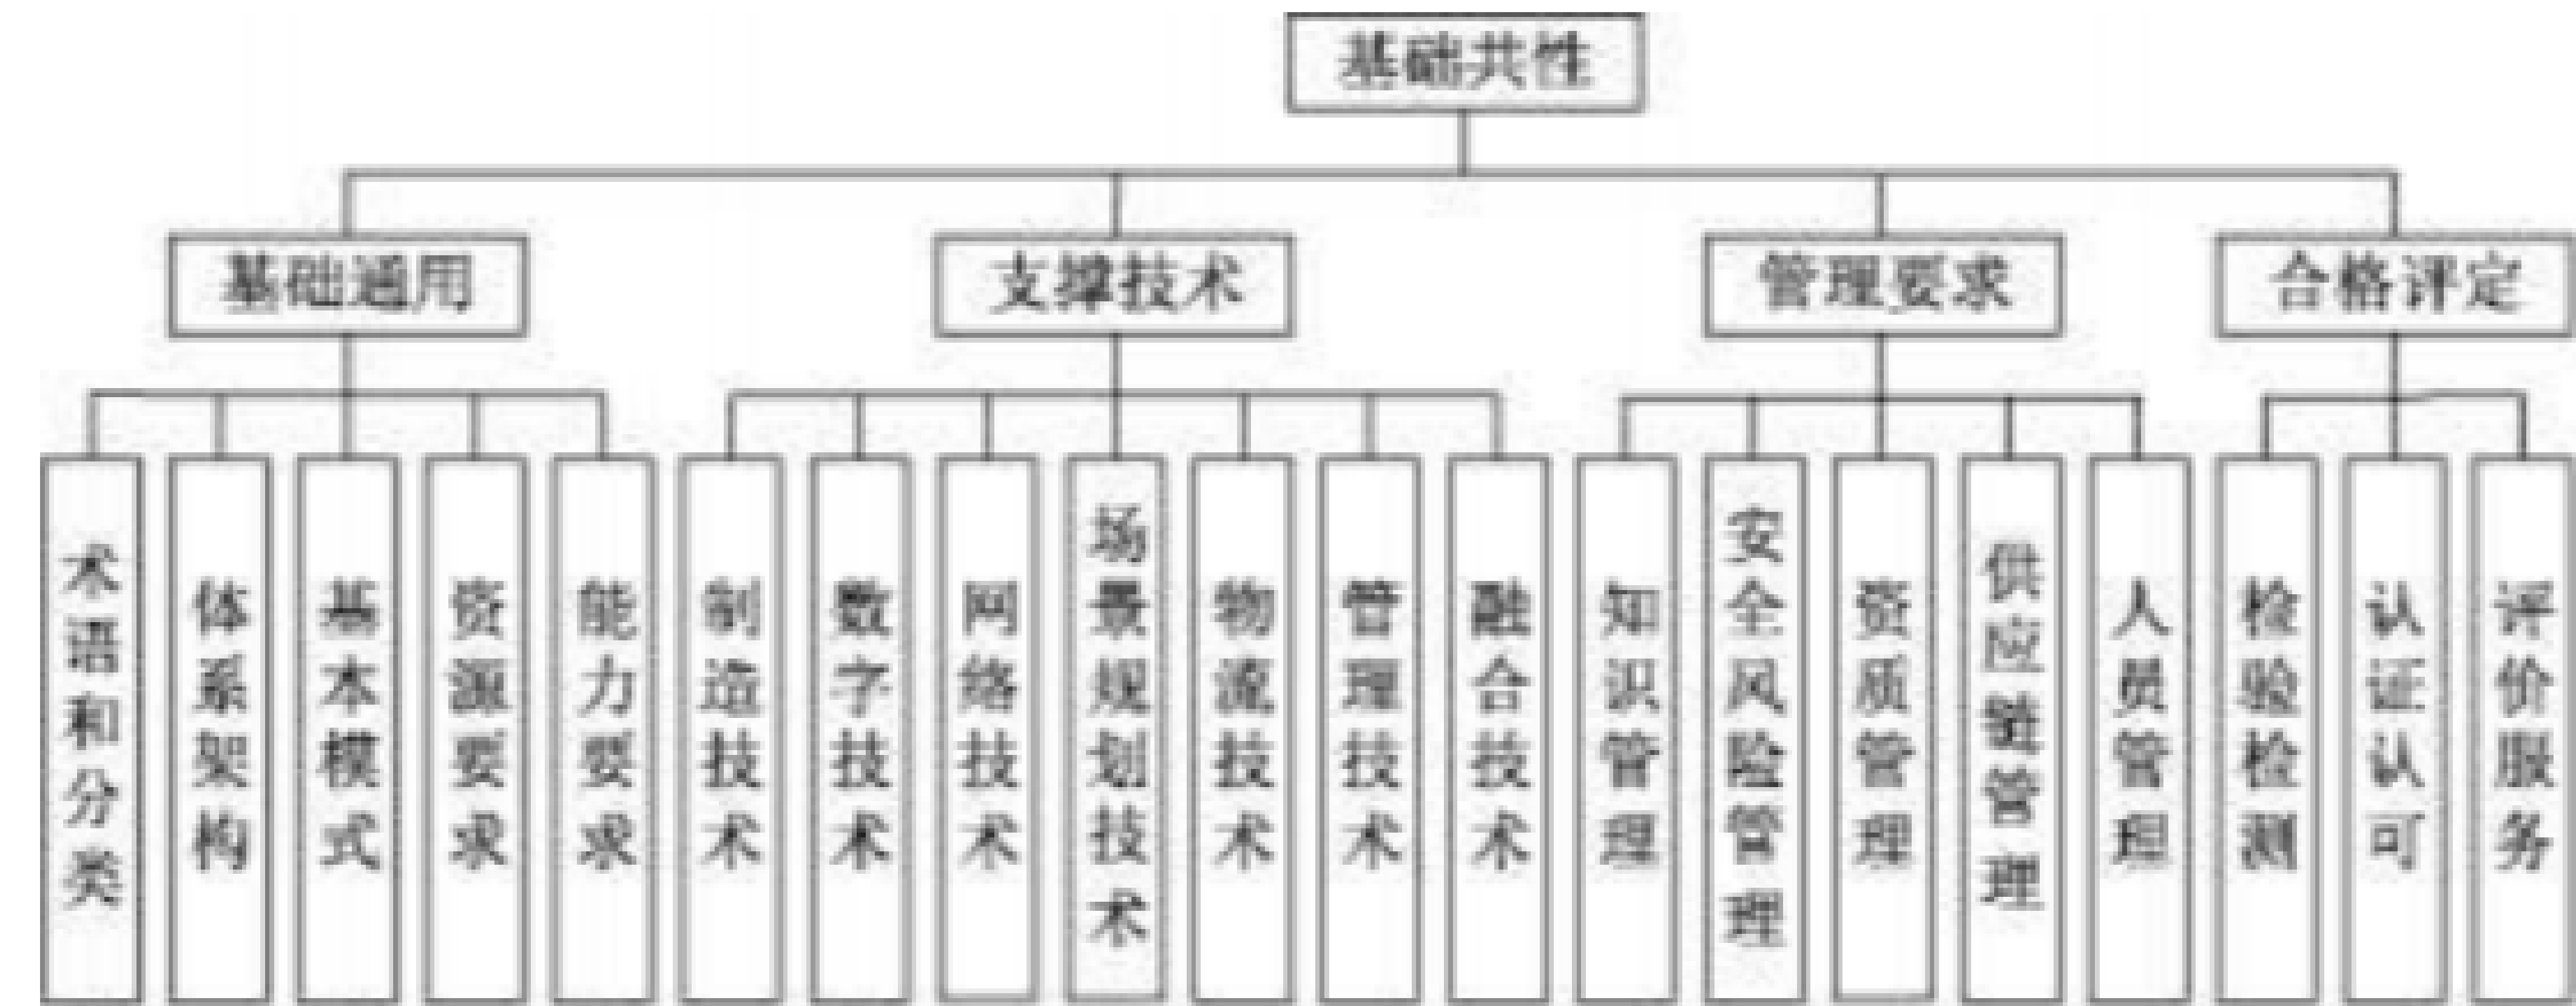 基础共性
基础通用
支撑技术
管理要求
合格评定
术语和分类
体系架构
基本模式
资源要求
能力要求
制造技术
数字技术
网络技术
场景规划技术
物流技术
管理技术
融合技术
知识管理
安全风险管理
资质管理
供应链管理
人员管理
检验检测
认证认可
评价服务